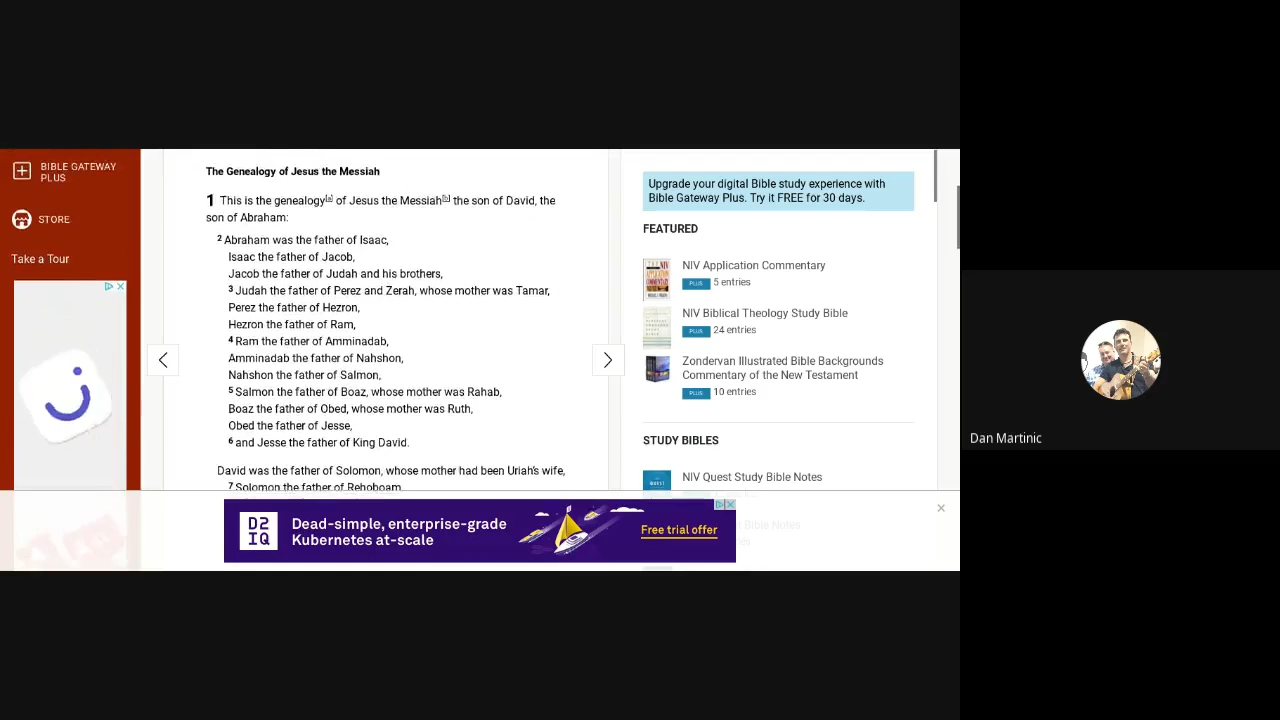 BIBLE GATEWAY
PLUS
STORE
Take a Tour
The Genealogy of Jesus the Messiah
1 This is the genealogy[a] of Jesus the Messiah[b] the son of David, the
son of Abraham:
2 Abraham was the father of Isaac,
Isaac the father of Jacob,
Jacob the father of Judah and his brothers,
3 Judah the father of Perez and Zerah, whose mother was Tamar,
Perez the father of Hezron,
Hezron the father of Ram,
4 Ram the father of Amminadab,
Amminadab the father of Nahshon,
Nahshon the father of Salmon,
5 Salmon the father of Boaz, whose mother was Rahab,
Boaz the father of Obed, whose mother was Ruth,
Obed the father of Jesse,
6 and Jesse the father of King David.
David was the father of Solomon, whose mother had been Uriah's wife,
7 Solomon the father of Rehoboam,
Upgrade your digital Bible study experience with
Bible Gateway Plus. Try it FREE for 30 days.
FEATURED
NIV Application Commentary
PLUS 5 entries
NIV Biblical Theology Study Bible
PLUS 24 entries
Zondervan Illustrated Bible Backgrounds
Commentary of the New Testament
PLUS 10 entries
STUDY BIBLES
NIV Quest Study Bible Notes
Bible Notes
D2
IQ
Dead-simple, enterprise-grade
Kubernetes at-scale
Free trial offer
Dan Martinic